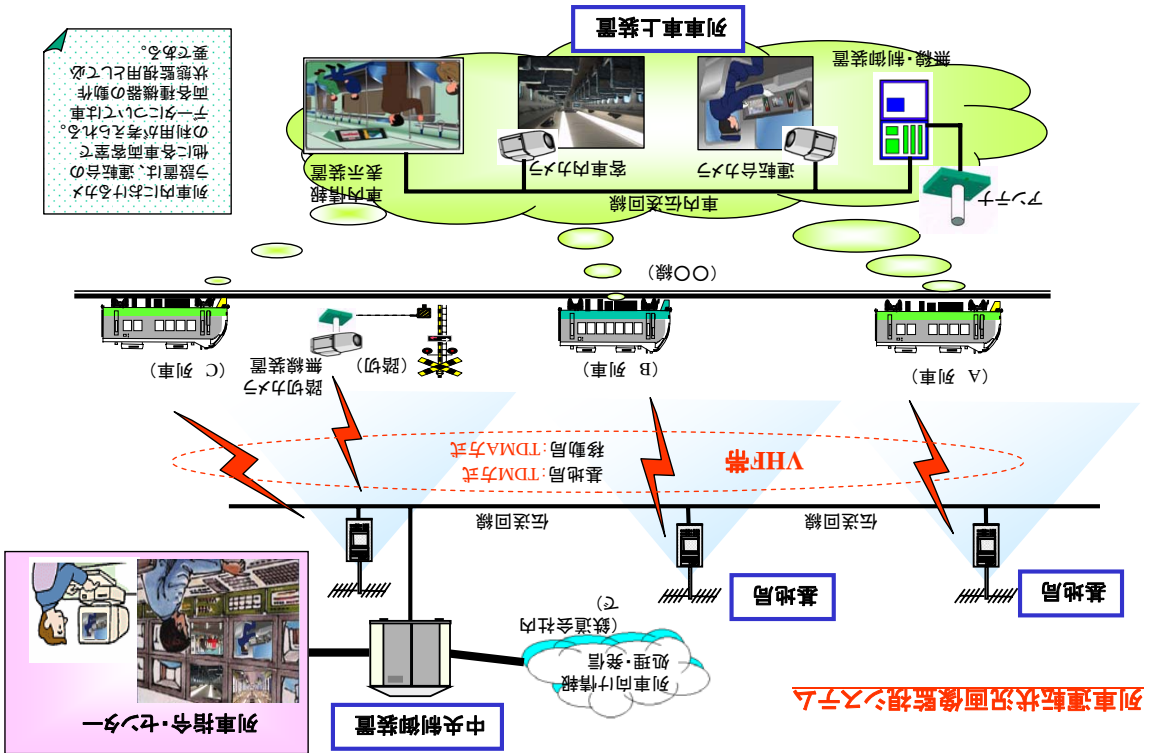 列車運転状況画像監視システム
中央制御装置
列車指令・センター
列車向け情報
処理・発信
(鉄道会社内
で)
基地局
基地局
伝送回線
伝送回線
VHF帯
基地局:TDM方式
移動局:TDMA方式
(A 列車)
(B 列車)
(踏切)
踏切カメラ
無線装置
(C 列車)
(○○線)
アンテナ
車内伝送回線
無線・制御装置
運転台カメラ
客車内カメラ
車内情報
表示装置
列車車上装置
列車内におけるカメ
ラ設置は、運転台の
他に各車両客室で
の利用が考えられる。
データについては車
両各種機器の動作
状態監視用として必
要である。